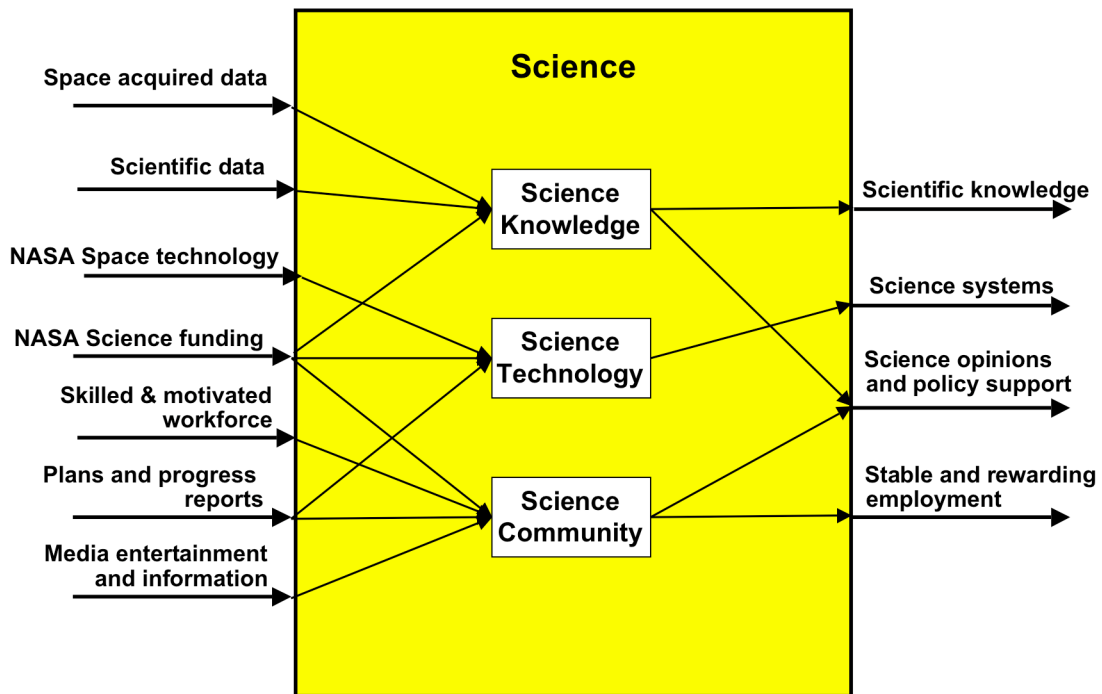 Science
Space acquired data
Scientific data
NASA Space technology
NASA Science funding
Skilled & motivated
workforce
Plans and progress
reports
Media entertainment
and information
Science
Knowledge
Science
Technology
Science
Community
Scientific knowledge
Science systems
Science opinions
and policy support
Stable and rewarding
employment